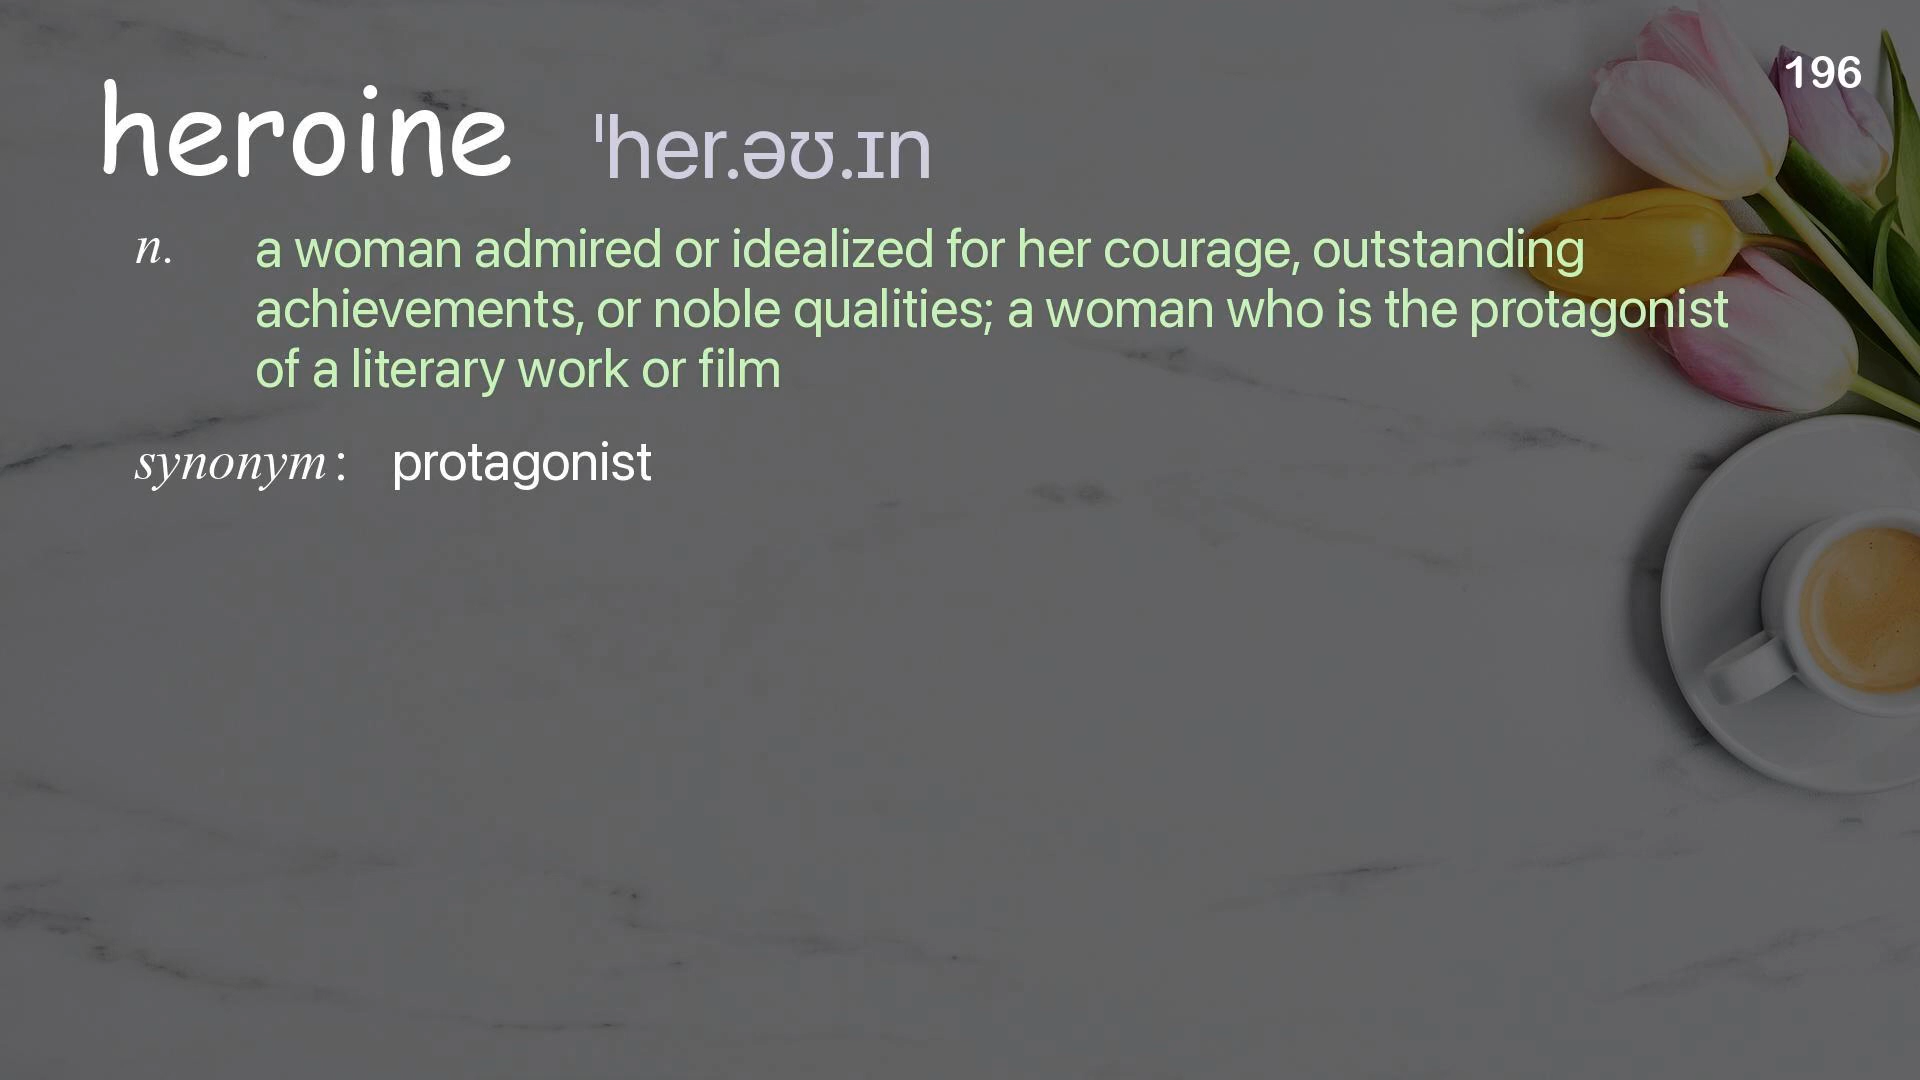 196
heroine ˈher.əʊ.ɪn
n. a woman admired or idealized for her courage, outstanding
achievements, or noble qualities; a woman who is the protagonist
of a literary work or film
synonym: protagonist